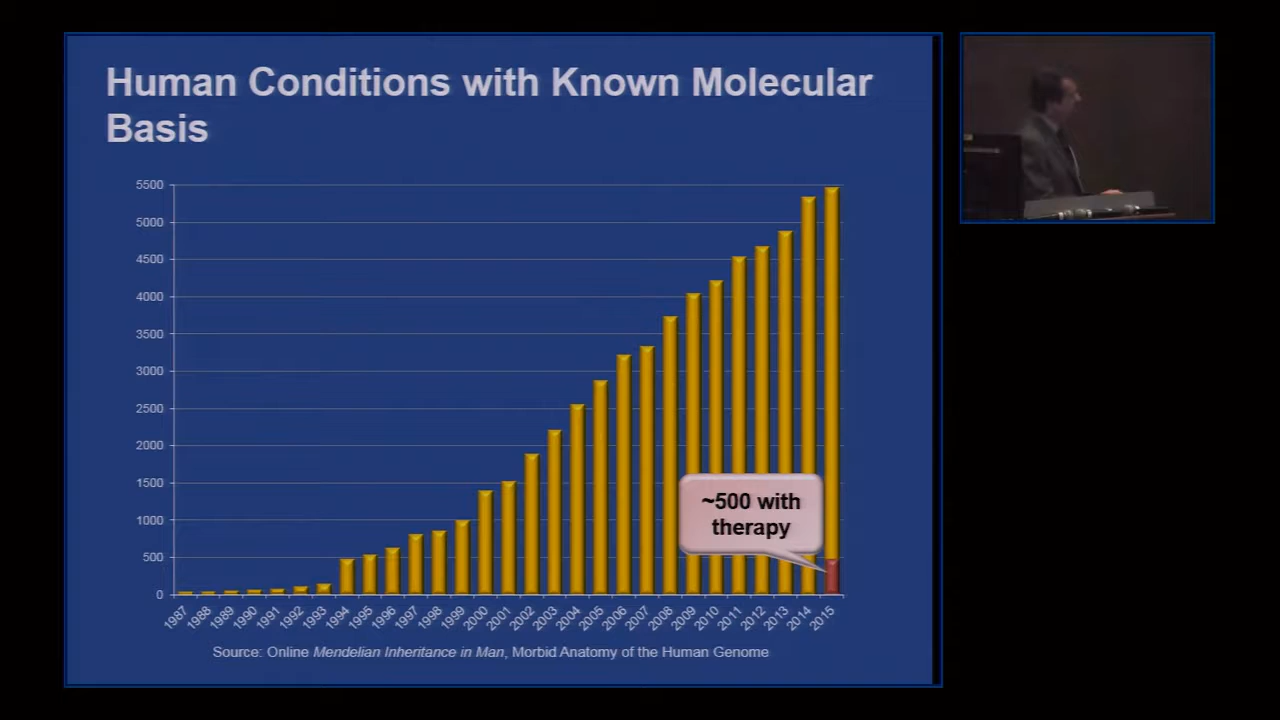 Human Conditions with Known Molecular
Basis
5500
5000
4500
4000
3500
3000
2500
2000
1500
1000
500
0
~500 with
therapy
1987 1988 1989 1990 1991 1992 1993 1994 1995 1996 1997 1998 1999 2000 2001 2002 2003 2004 2005 2006 2007 2008 2009 2010 2011 2012 2013 2014 2015
Source: Online Mendelian Inheritance in Man, Morbid Anatomy of the Human Genome